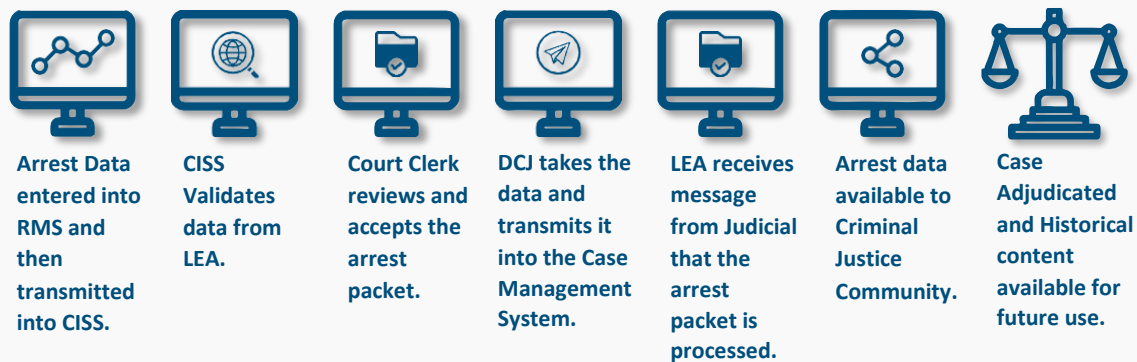 Arrest Data
entered into
RMS and
then
transmitted
into CISS.
CISS
Validates
data from
LEA.
Court Clerk
reviews and
accepts the
arrest
packet.
DCJ takes the
data and
transmits it
into the Case
Management
System.
LEA receives
message
from Judicial
that the
arrest
packet is
processed.
Arrest data
available to
Criminal
Justice
Community.
Case
Adjudicated
and Historical
content
available for
future use.